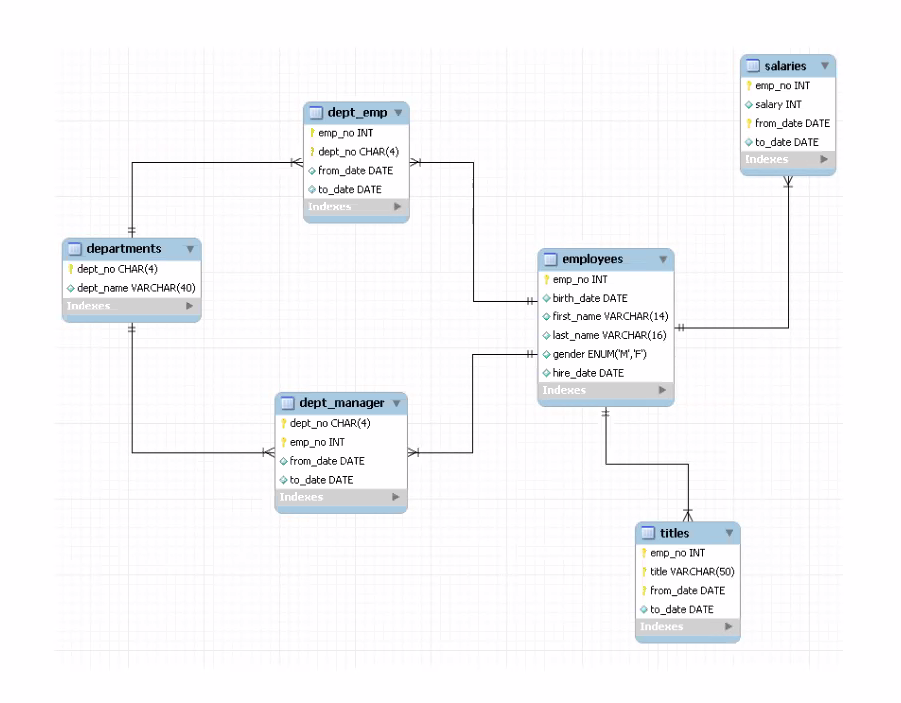 salaries
emp_no INT
salary INT
from_date DATE
to_date DATE
Indexes
dept_emp
emp_no INT
dept_no CHAR(4)
from_date DATE
to_date DATE
Indexes
departments
dept_no CHAR(4)
dept_name VARCHAR(40)
Indexes
employees
emp_no INT
birth_date DATE
first_name VARCHAR(14)
last_name VARCHAR(16)
gender ENUM('M','F')
hire_date DATE
Indexes
dept_manager
dept_no CHAR(4)
emp_no INT
from_date DATE
to_date DATE
Indexes
titles
emp_no INT
title VARCHAR(50)
from_date DATE
to_date DATE
Indexes